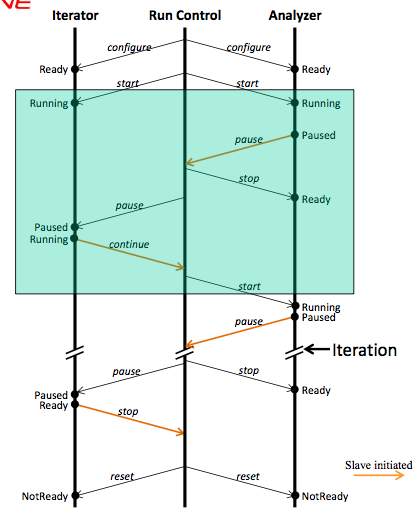 NE
Iterator Run Control Analyzer
configure configure
Ready Ready
start start
Running Running
Paused
pause
stop
Ready
pause
Paused
Running
continue
start
Running
Paused
pause
Iteration
pause stop
Ready
Paused
Ready
stop
Slave initiated
reset reset
NotReady NotReady